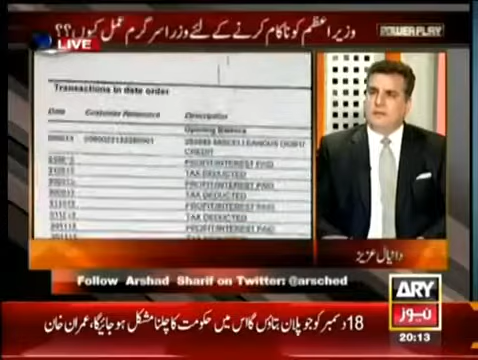 وزیراعظم کو ناکام کرنے کے لئے وزرا سرگرم عمل کیوں؟؟
POWER PLAY
LIVE
Transactions in date order
Date Customer Reference Description
Opening Balance
MISCELLANEOUS DEBIT/
CREDIT
PROFIT/INTEREST PAID
TAX DEDUCTED
PROFIT/INTEREST PAID
TAX DEDUCTED
PROFIT/INTEREST PAID
TAX DEDUCTED
PROFIT/INTEREST PAID
دانیال عزیز
Follow Arshad Sharif on Twitter: @arsched
ARY
نیوز
20:13
18 دسمبر کو جو پلان بتاؤں گا اس میں حکومت کا چلنا مشکل ہو جائیگا، عمران خان